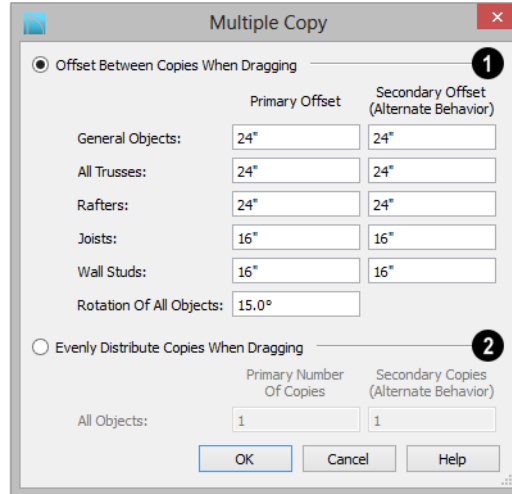 Multiple Copy
Offset Between Copies When Dragging 1
Primary Offset Secondary Offset
(Alternate Behavior)
General Objects: 24" 24"
All Trusses: 24" 24"
Rafters: 24" 24"
Joists: 16" 16"
Wall Studs: 16" 16"
Rotation Of All Objects: 15.0°
Evenly Distribute Copies When Dragging 2
Primary Number Secondary Copies
Of Copies (Alternate Behavior)
All Objects: 1 1
OK Cancel Help